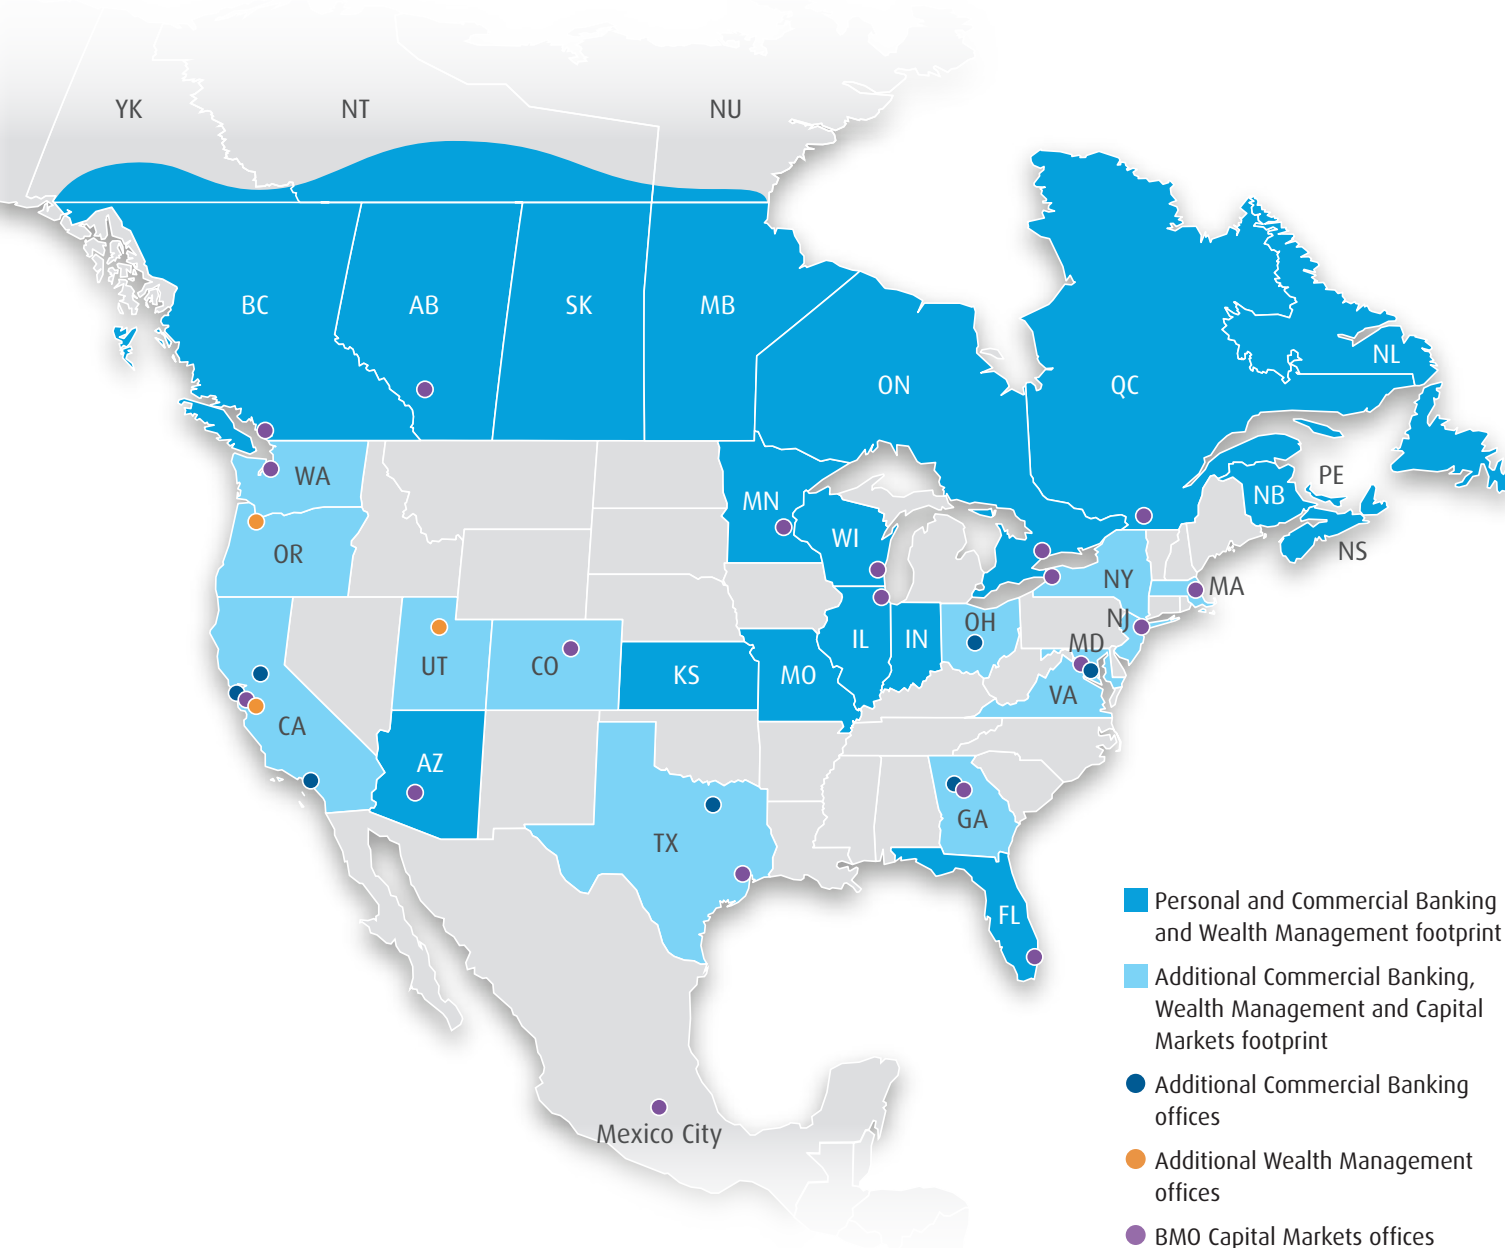 YK
NT
NU
BC
AB
SK
MB
ON
QC
NL
NB
PE
NS
WA
OR
MN
WI
NY
MA
NJ
OH
MD
IL
IN
UT
CO
KS
MO
VA
CA
AZ
TX
GA
FL
Mexico City
Personal and Commercial Banking
and Wealth Management footprint
Additional Commercial Banking,
Wealth Management and Capital
Markets footprint
Additional Commercial Banking
offices
Additional Wealth Management
offices
BMO Capital Markets offices